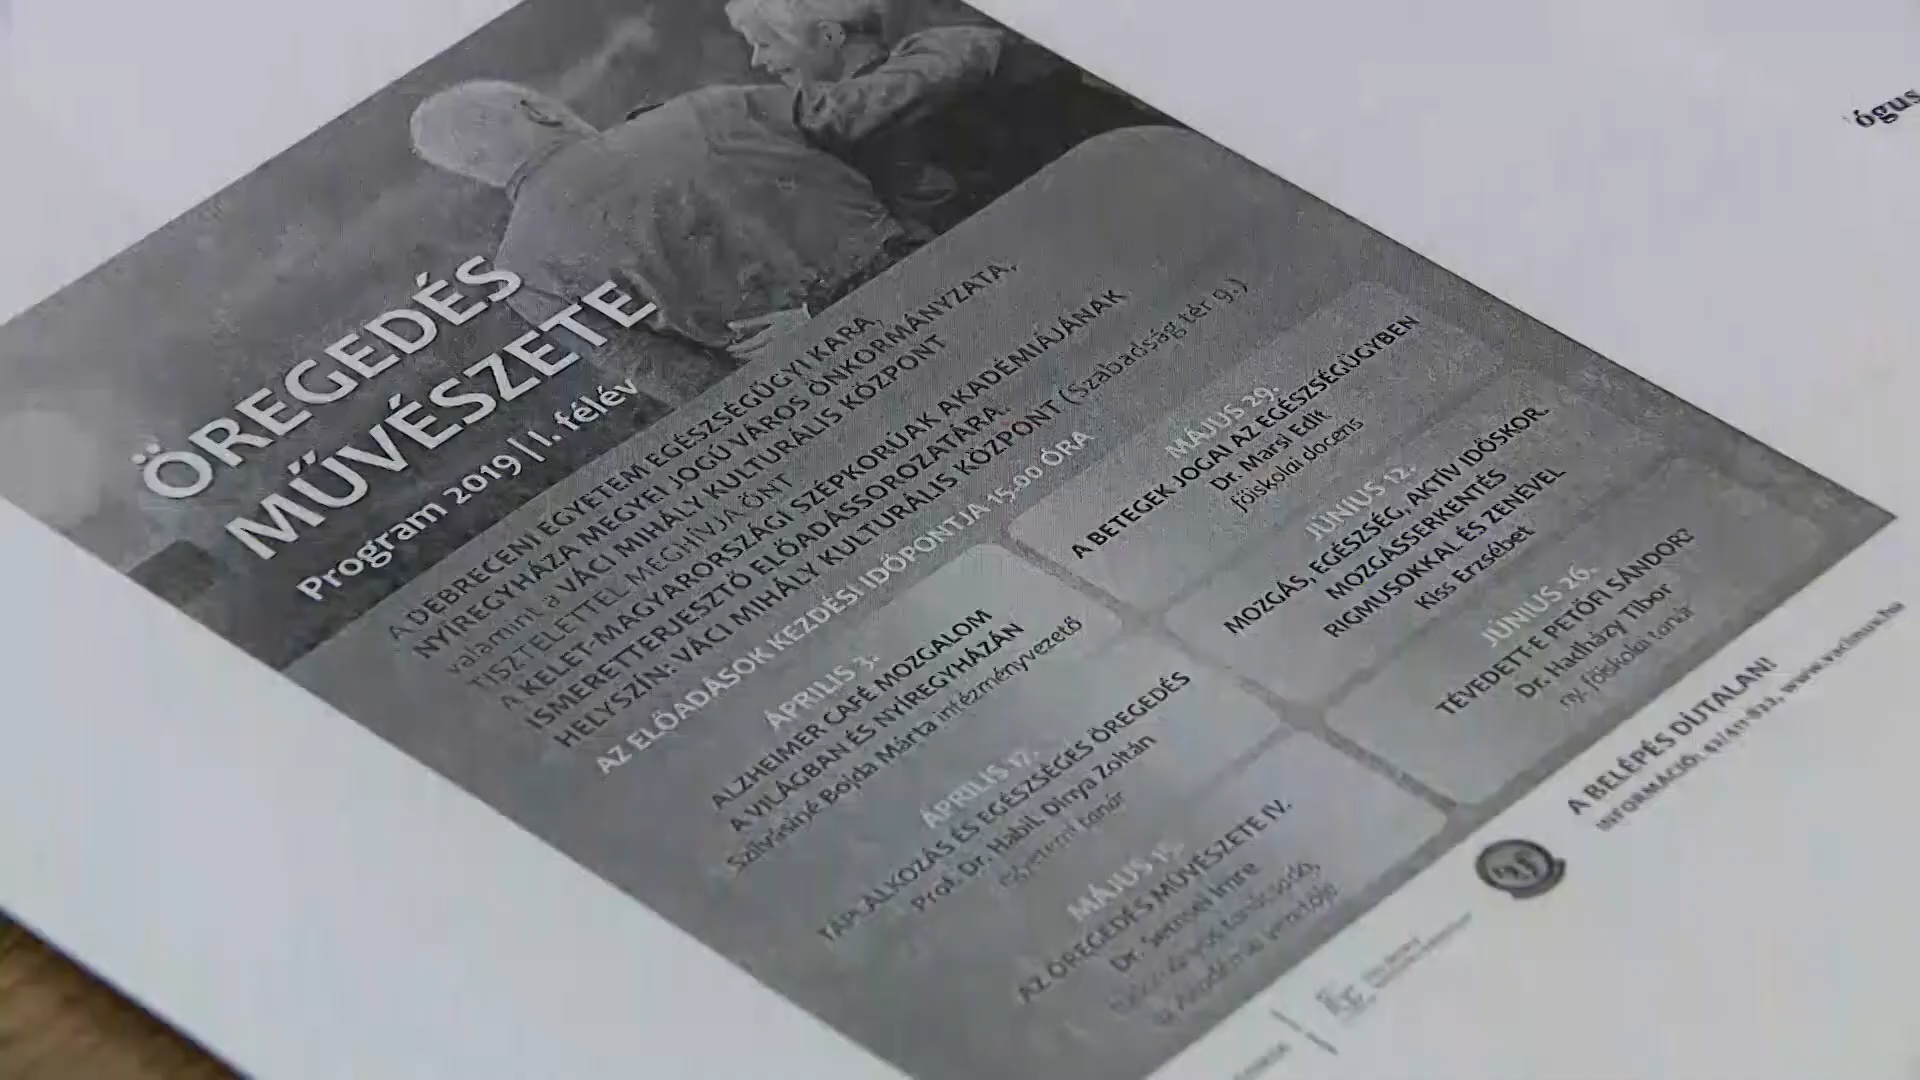 ÖREGEDÉS
MŰVÉSZETE
Program 2019 | I. félév
A DEBRECENI EGYETEM EGÉSZSÉGÜGYI KARA,
NYÍREGYHÁZA MEGYEI JOGÚ VÁROS ÖNKORMÁNYZATA,
valamint a VÁCI MIHÁLY KULTURÁLIS KÖZPONT
TISZTELETTEL MEGHÍVJA ÖNT
A KELET-MAGYARORSZÁGI SZÉPKORÚAK AKADÉMIÁJÁNAK
ISMERETTERJESZTŐ ELŐADÁSSOROZATÁRA.
HELYSZÍN: VÁCI MIHÁLY KULTURÁLIS KÖZPONT (Szabadság tér 9.)
AZ ELŐADÁSOK KEZDÉSI IDŐPONTJA 15.00 ÓRA
ÁPRILIS 3.
ALZHEIMER CAFÉ MOZGALOM
A VILÁGBAN ÉS NYÍREGYHÁZÁN
Szilvásiné Bojda Márta intézményvezető
ÁPRILIS 17.
TÁPLÁLKOZÁS ÉS EGÉSZSÉGES ÖREGEDÉS
Prof. Dr. Habil. Dinya Zoltán
egyetemi tanár
MÁJUS 15.
AZ ÖREGEDÉS MŰVÉSZETE IV.
Dr. Semsei Imre
MÁJUS 29.
A BETEGEK JOGAI AZ EGÉSZSÉGÜGYBEN
Dr. Marsi Edit
főiskolai docens
JÚNIUS 12.
MOZGÁS, EGÉSZSÉG, AKTÍV IDŐSKOR.
MOZGÁSSERKENTÉS
RIGMUSOKKAL ÉS ZENÉVEL
Kiss Erzsébet
JÚNIUS 26.
TÉVEDETT-E PETŐFI SÁNDOR?
Dr. Hadházy Tibor
ny. főiskolai tanár
A BELÉPÉS DÍJTALAN!
INFORMÁCIÓ:
ógus